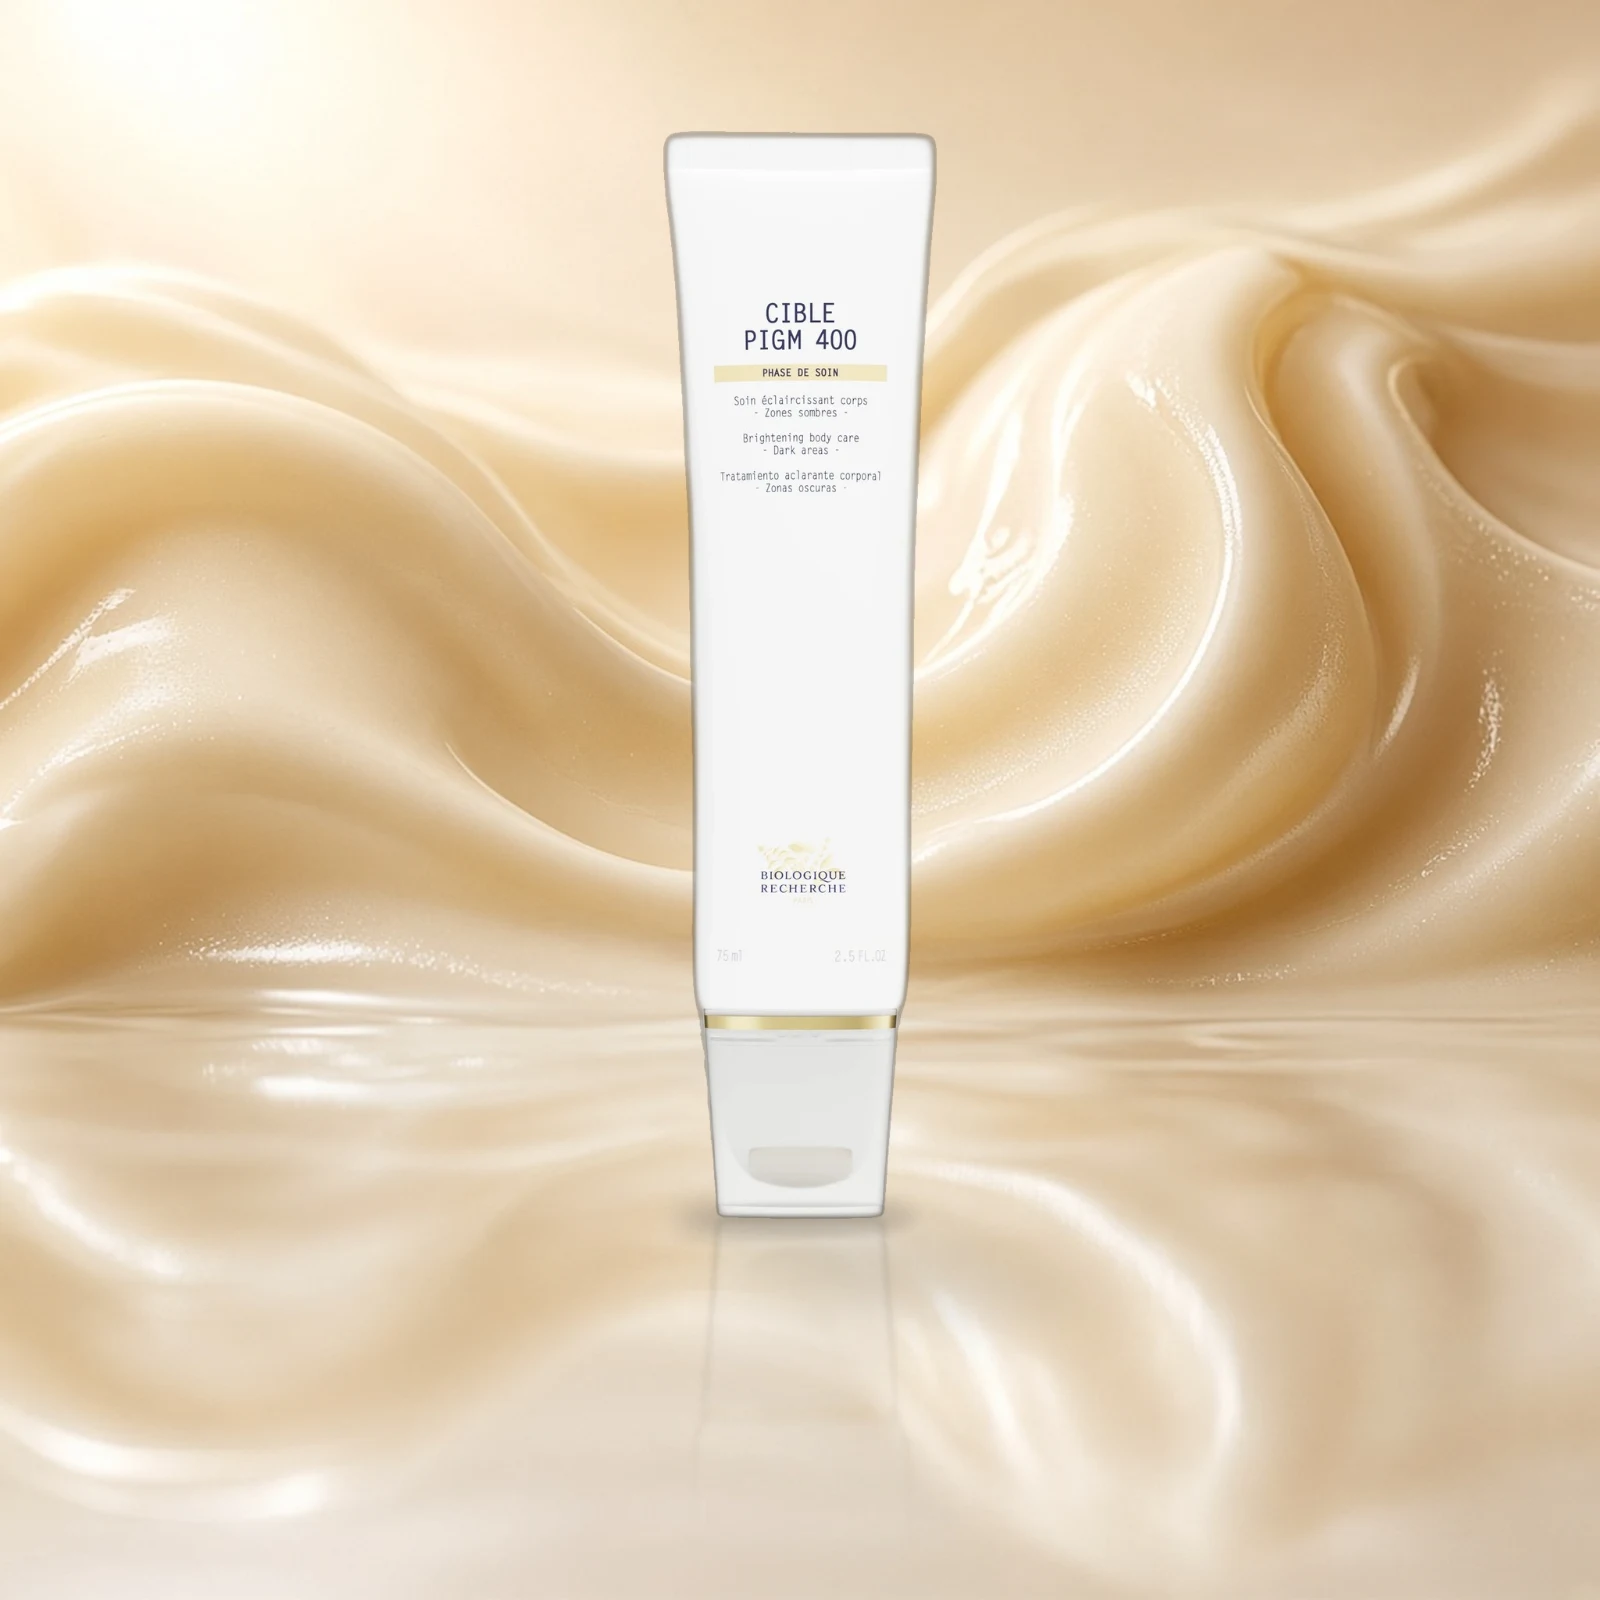 CIBLE
PIGM 400
PHASE DE SOIN
Soin éclaircissant corps
- Zones sombres -
Brightening body care
- Dark areas -
Tratamiento aclarante corporal
- Zonas oscuras -
BIOLOGIQUE
RECHERCHE
PARIS
75 ml 2.5 FL.OZ